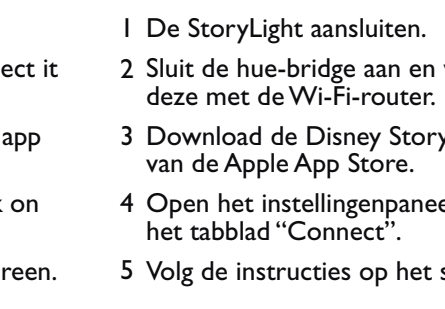 ect it
app
on
reen.
1 De StoryLight aansluiten.
2 Sluit de hue-bridge aan en
deze met de Wi-Fi-router.
3 Download de Disney Story
van de Apple App Store.
4 Open het instellingenpanee
het tabblad “Connect”.
5 Volg de instructies op het s